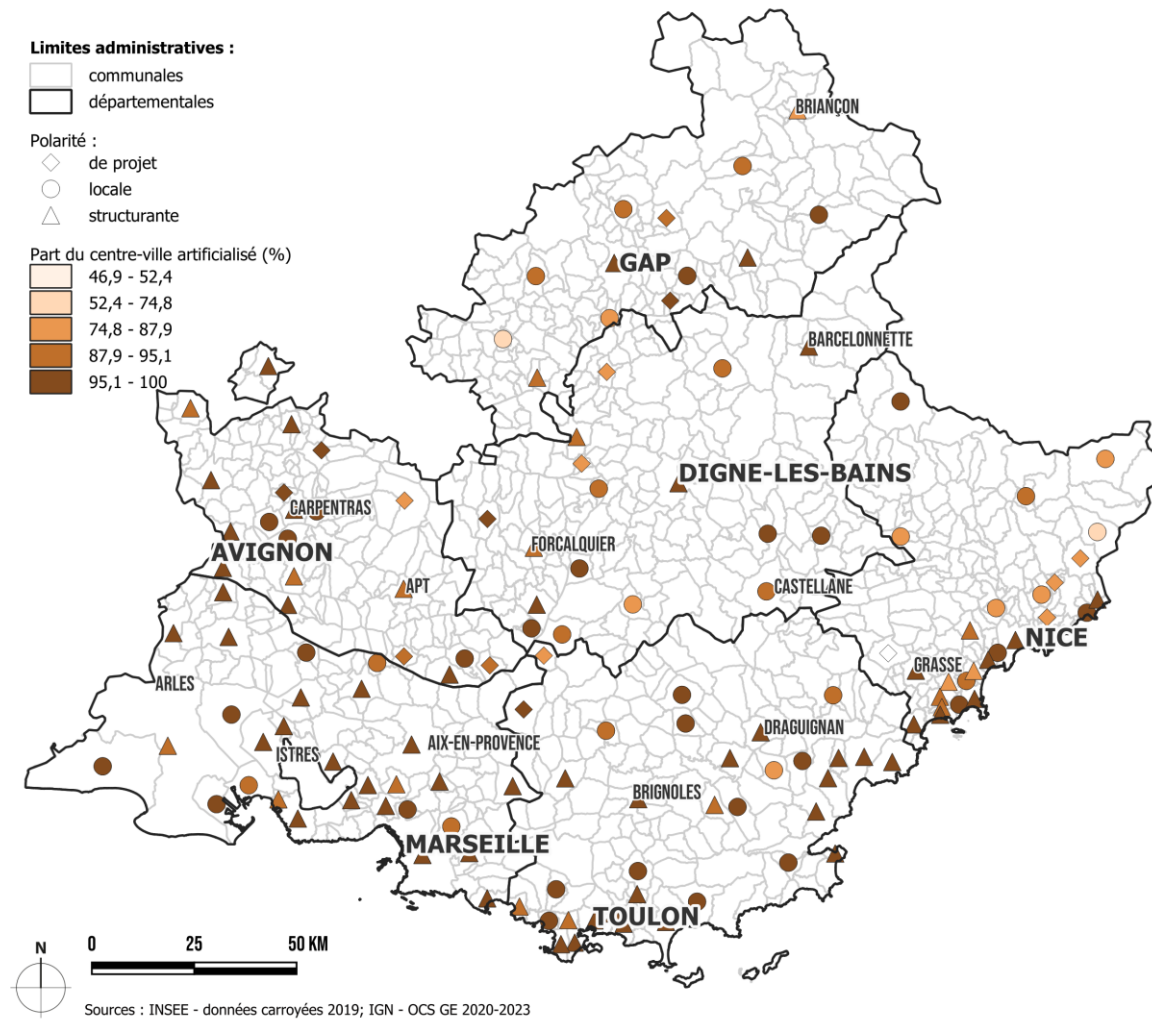 Limites administratives :
communales
départementales
Polarité :
de projet
locale
structurante
Part du centre-ville artificialisé (%)
46,9 - 52,4
52,4 - 74,8
74,8 - 87,9
87,9 - 95,1
95,1 - 100
BRIANÇON
GAP
BARCELONNETTE
DIGNE-LES-BAINS
CARPENTRAS
AVIGNON
FORCALQUIER
APT
CASTELLANE
NICE
GRASSE
ARLES
DRAGUIGNAN
AIX-EN-PROVENCE
ISTRES
BRIGNOLES
MARSEILLE
TOULON
N
0 25 50 KM
Sources : INSEE - données carroyées 2019; IGN - OCS GE 2020-2023